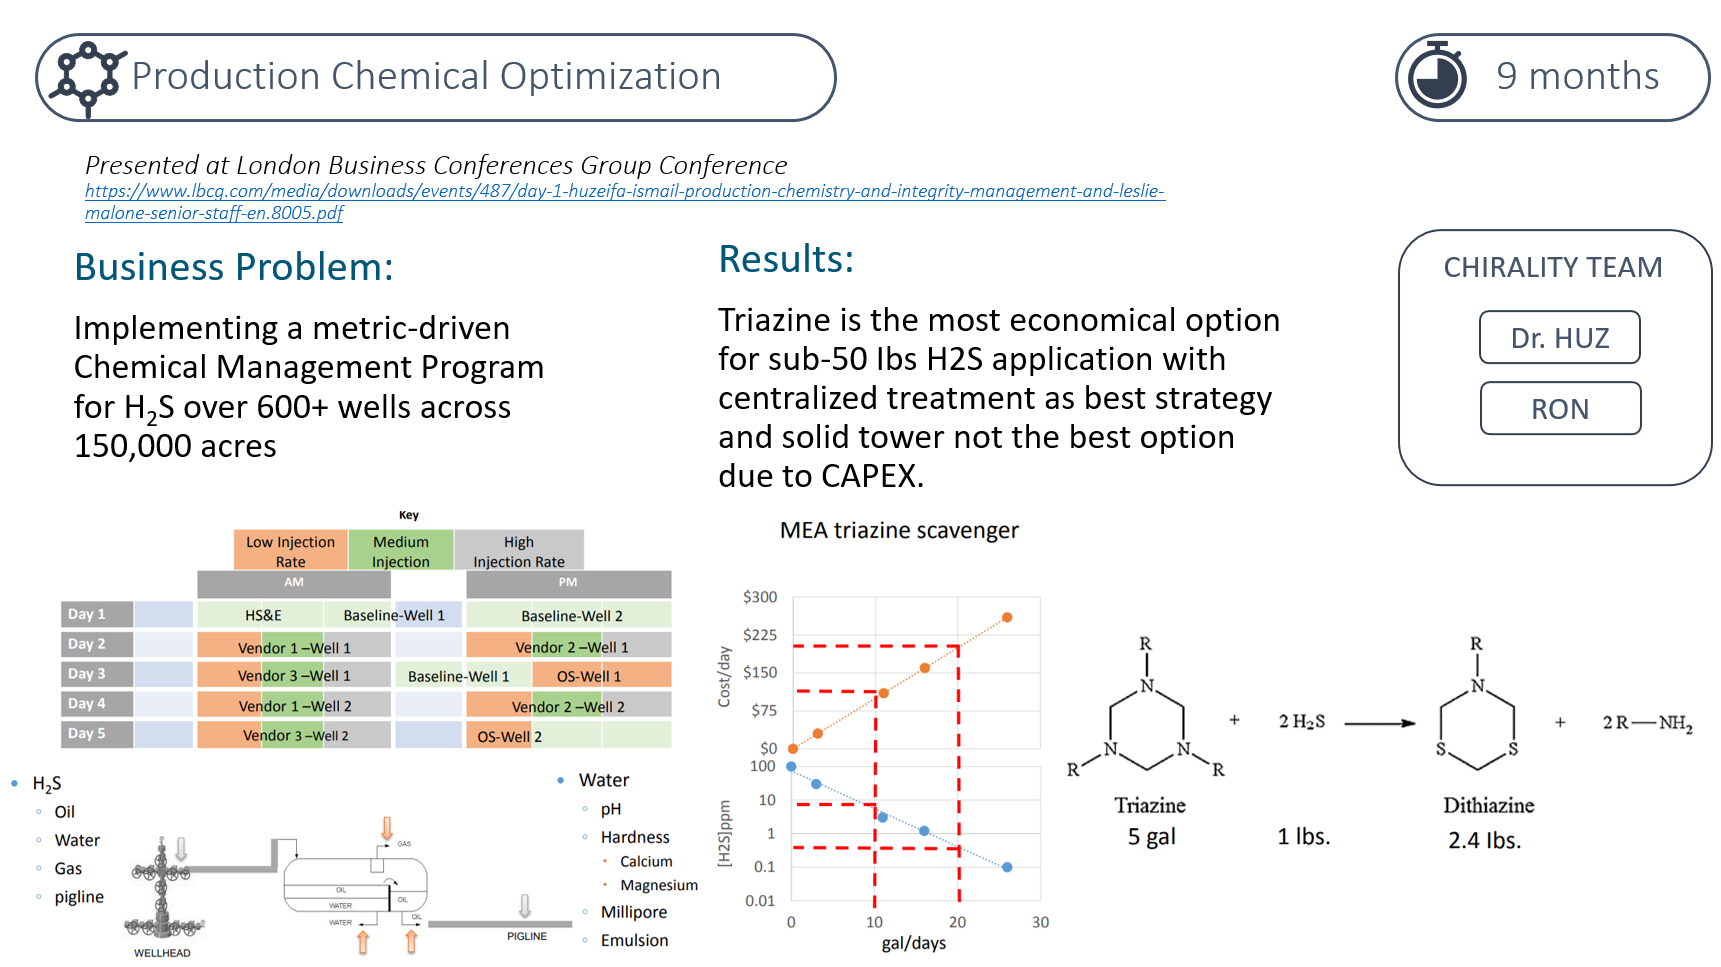 Production Chemical Optimization
9 months
Presented at London Business Conferences Group Conference
https://www.lbcg.com/media/downloads/events/487/day-1-huzeifa-ismail-production-chemistry-and-integrity-management-and-leslie-
malone-senior-staff-en.8005.pdf
Business Problem:
Implementing a metric-driven
Chemical Management Program
for H₂S over 600+ wells across
150,000 acres
Results:
Triazine is the most economical option
for sub-50 lbs H2S application with
centralized treatment as best strategy
and solid tower not the best option
due to CAPEX.
CHIRALITY TEAM
Dr. HUZ
RON
Key
Low Injection
Rate
Medium
Injection
High
Injection Rate
AM
PM
Day 1
HS&E
Baseline-Well 1
Baseline-Well 2
Day 2
Vendor 1 –Well 1
Vendor 2 –Well 1
Day 3
Vendor 3 –Well 1
Baseline-Well 1
OS-Well 1
Day 4
Vendor 1 –Well 2
Vendor 2 –Well 2
Day 5
Vendor 3 –Well 2
OS-Well 2
H₂S
Oil
Water
Gas
pigline
WELLHEAD
GAS
OIL
WATER
OIL
WATER
OIL
PIGLINE
Water
pH
Hardness
Calcium
Magnesium
Millipore
Emulsion
MEA triazine scavenger
Cost/day
$300
$225
$150
$75
$0
[H2S]ppm
100
10
1
0.1
0.01
0
10
20
30
gal/days
R
N
N
N
R
R
+
2 H₂S
R
N
S
S
+
2 R—NH₂
Triazine
Dithiazine
5 gal
1 lbs.
2.4 lbs.